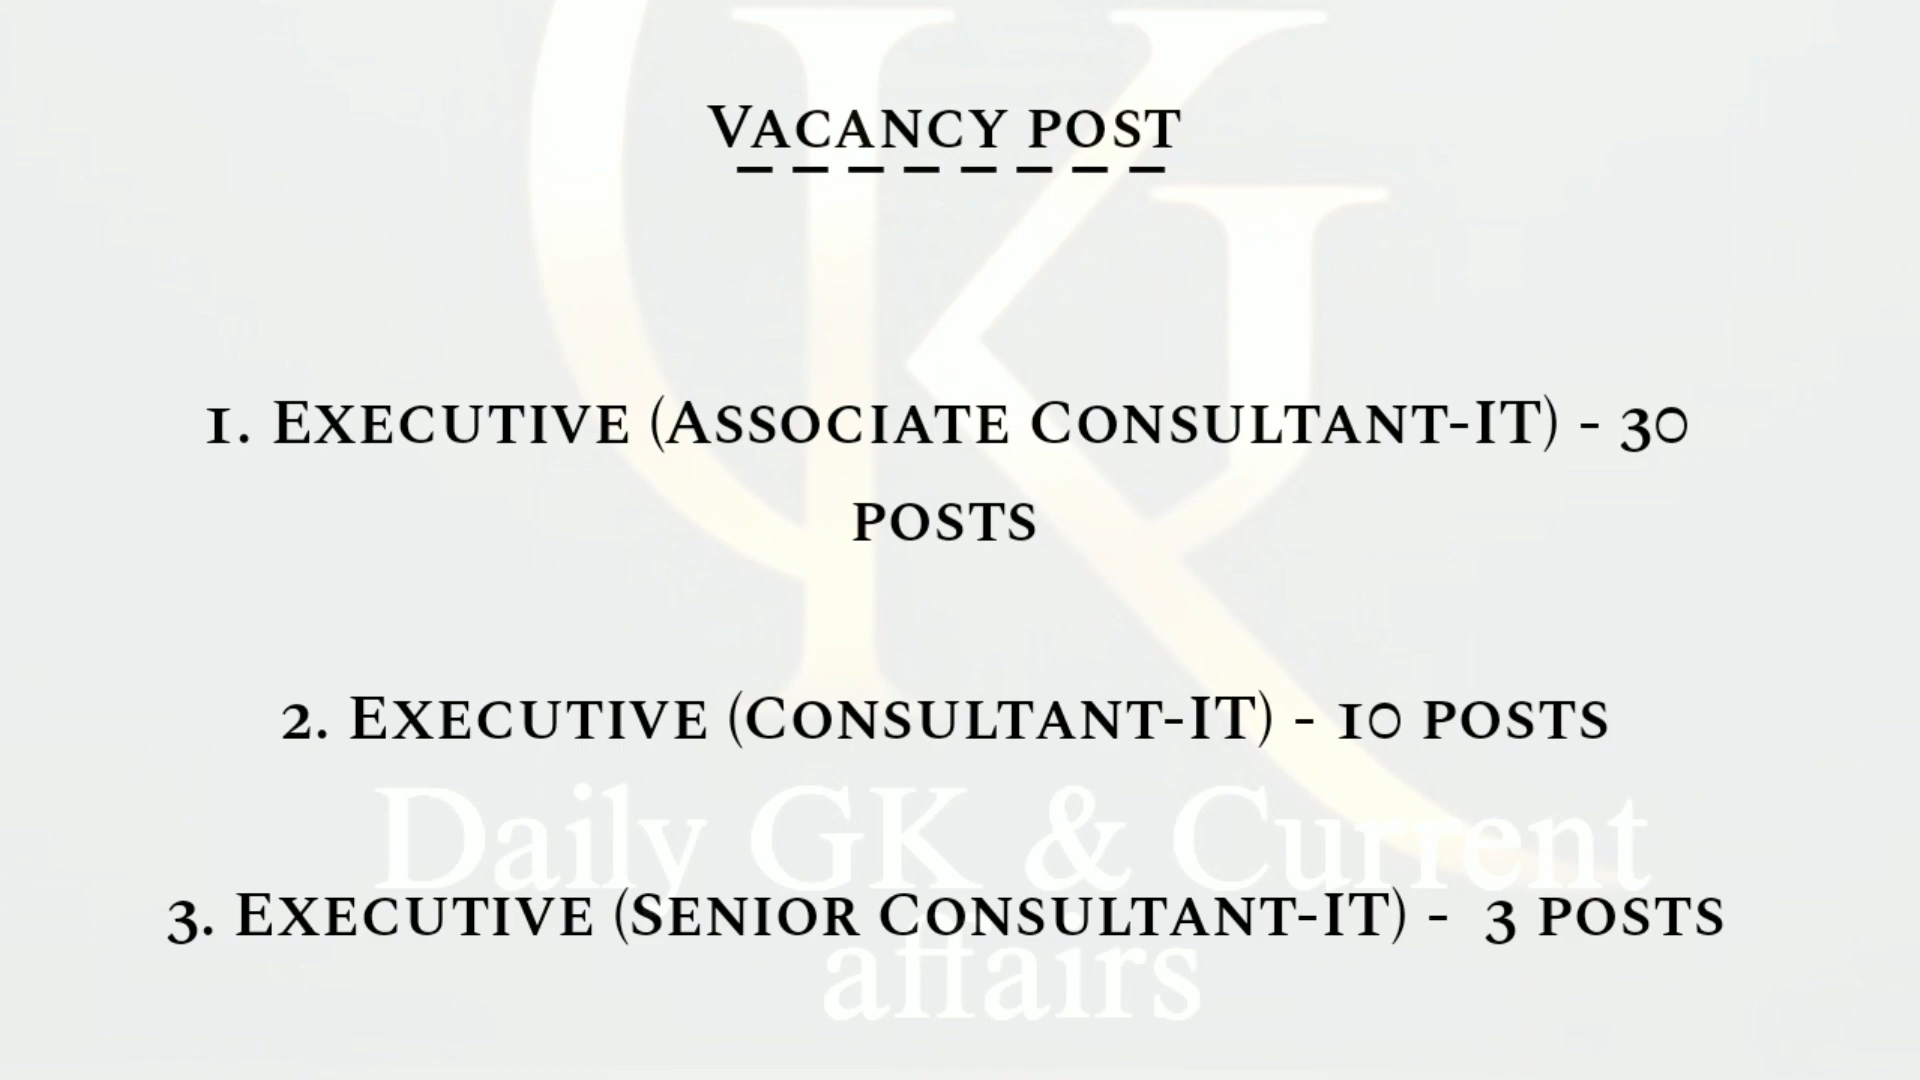 Vacancy post
1. Executive (Associate Consultant-IT) - 30
posts
2. Executive (Consultant-IT) - 10 posts
Daily GK & Current
3. Executive (Senior Consultant-IT) - 3 posts
affairs